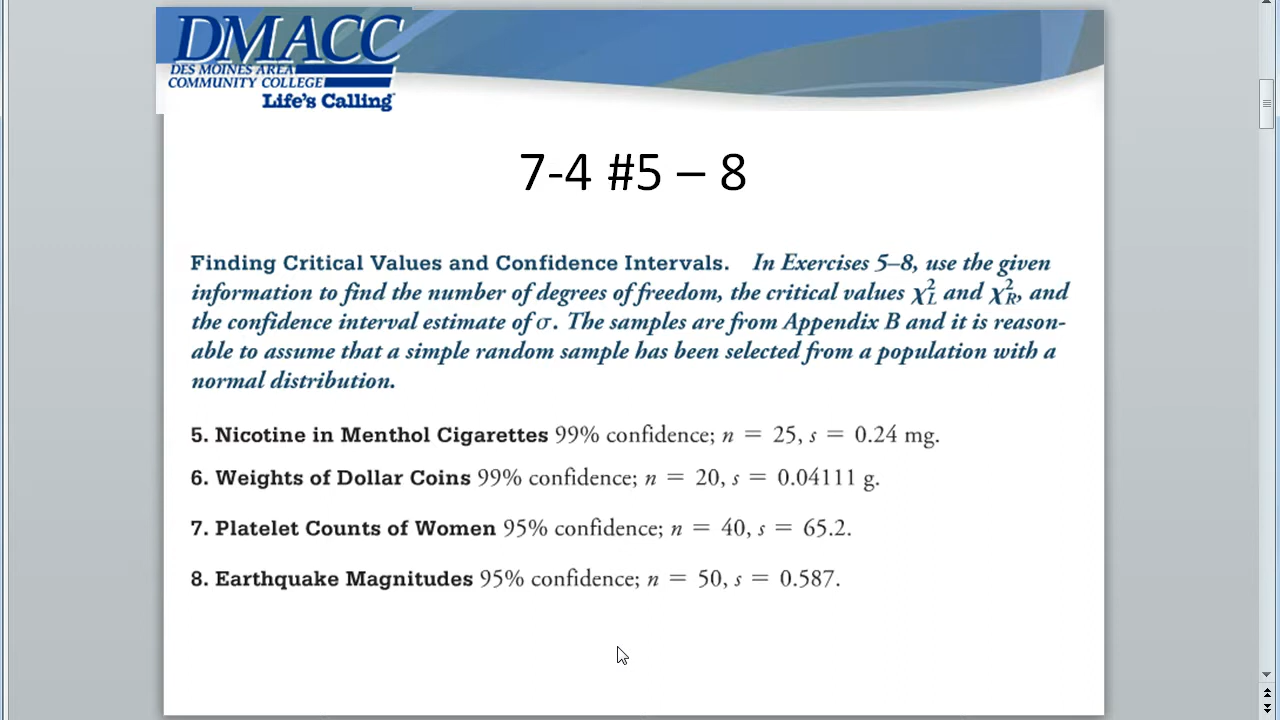 DMACC
DES MOINES AREA
COMMUNITY COLLEGE
Life's Calling
7-4 #5 – 8
Finding Critical Values and Confidence Intervals. In Exercises 5–8, use the given
information to find the number of degrees of freedom, the critical values χ²L and χ²R, and
the confidence interval estimate of σ. The samples are from Appendix B and it is reason-
able to assume that a simple random sample has been selected from a population with a
normal distribution.
5. Nicotine in Menthol Cigarettes 99% confidence; n = 25, s = 0.24 mg.
6. Weights of Dollar Coins 99% confidence; n = 20, s = 0.04111 g.
7. Platelet Counts of Women 95% confidence; n = 40, s = 65.2.
8. Earthquake Magnitudes 95% confidence; n = 50, s = 0.587.